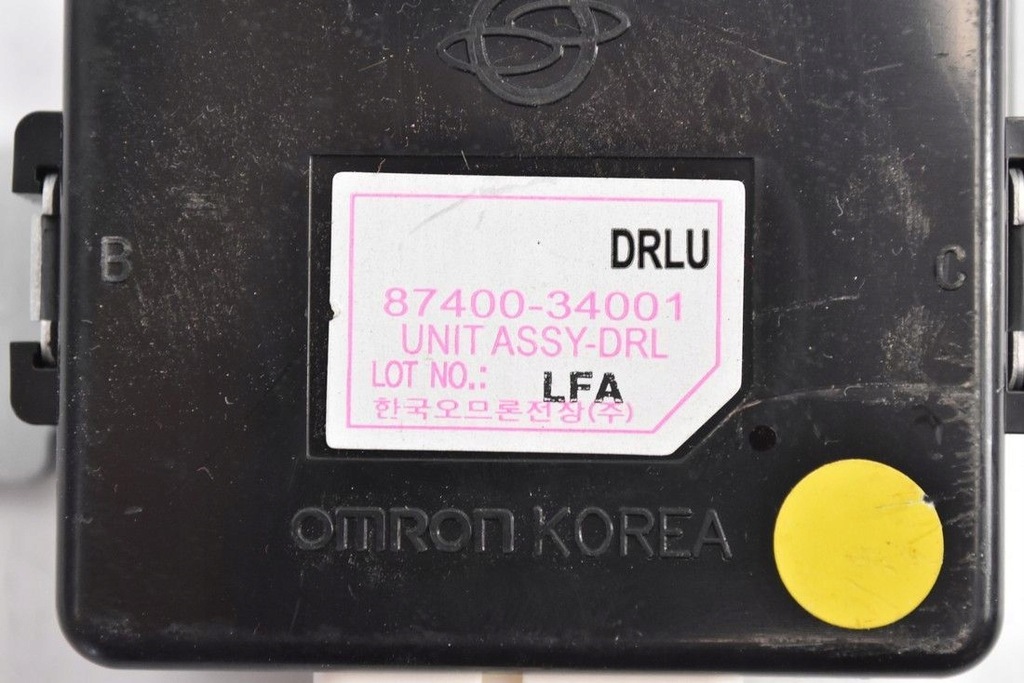 DRLU
B
C
87400-34001
UNIT ASSY-DRL
LOT NO.: LFA
한국오므론전장(주)
OMRON KOREA